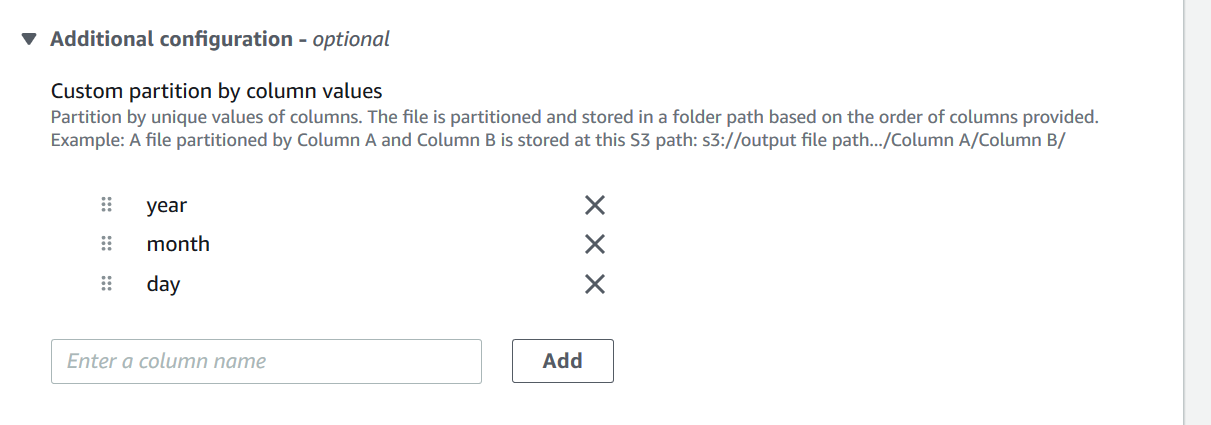 Additional configuration - optional
Custom partition by column values
Partition by unique values of columns. The file is partitioned and stored in a folder path based on the order of columns provided.
Example: A file partitioned by Column A and Column B is stored at this S3 path: s3://output file path.../Column A/Column B/
year
month
day
Enter a column name
Add